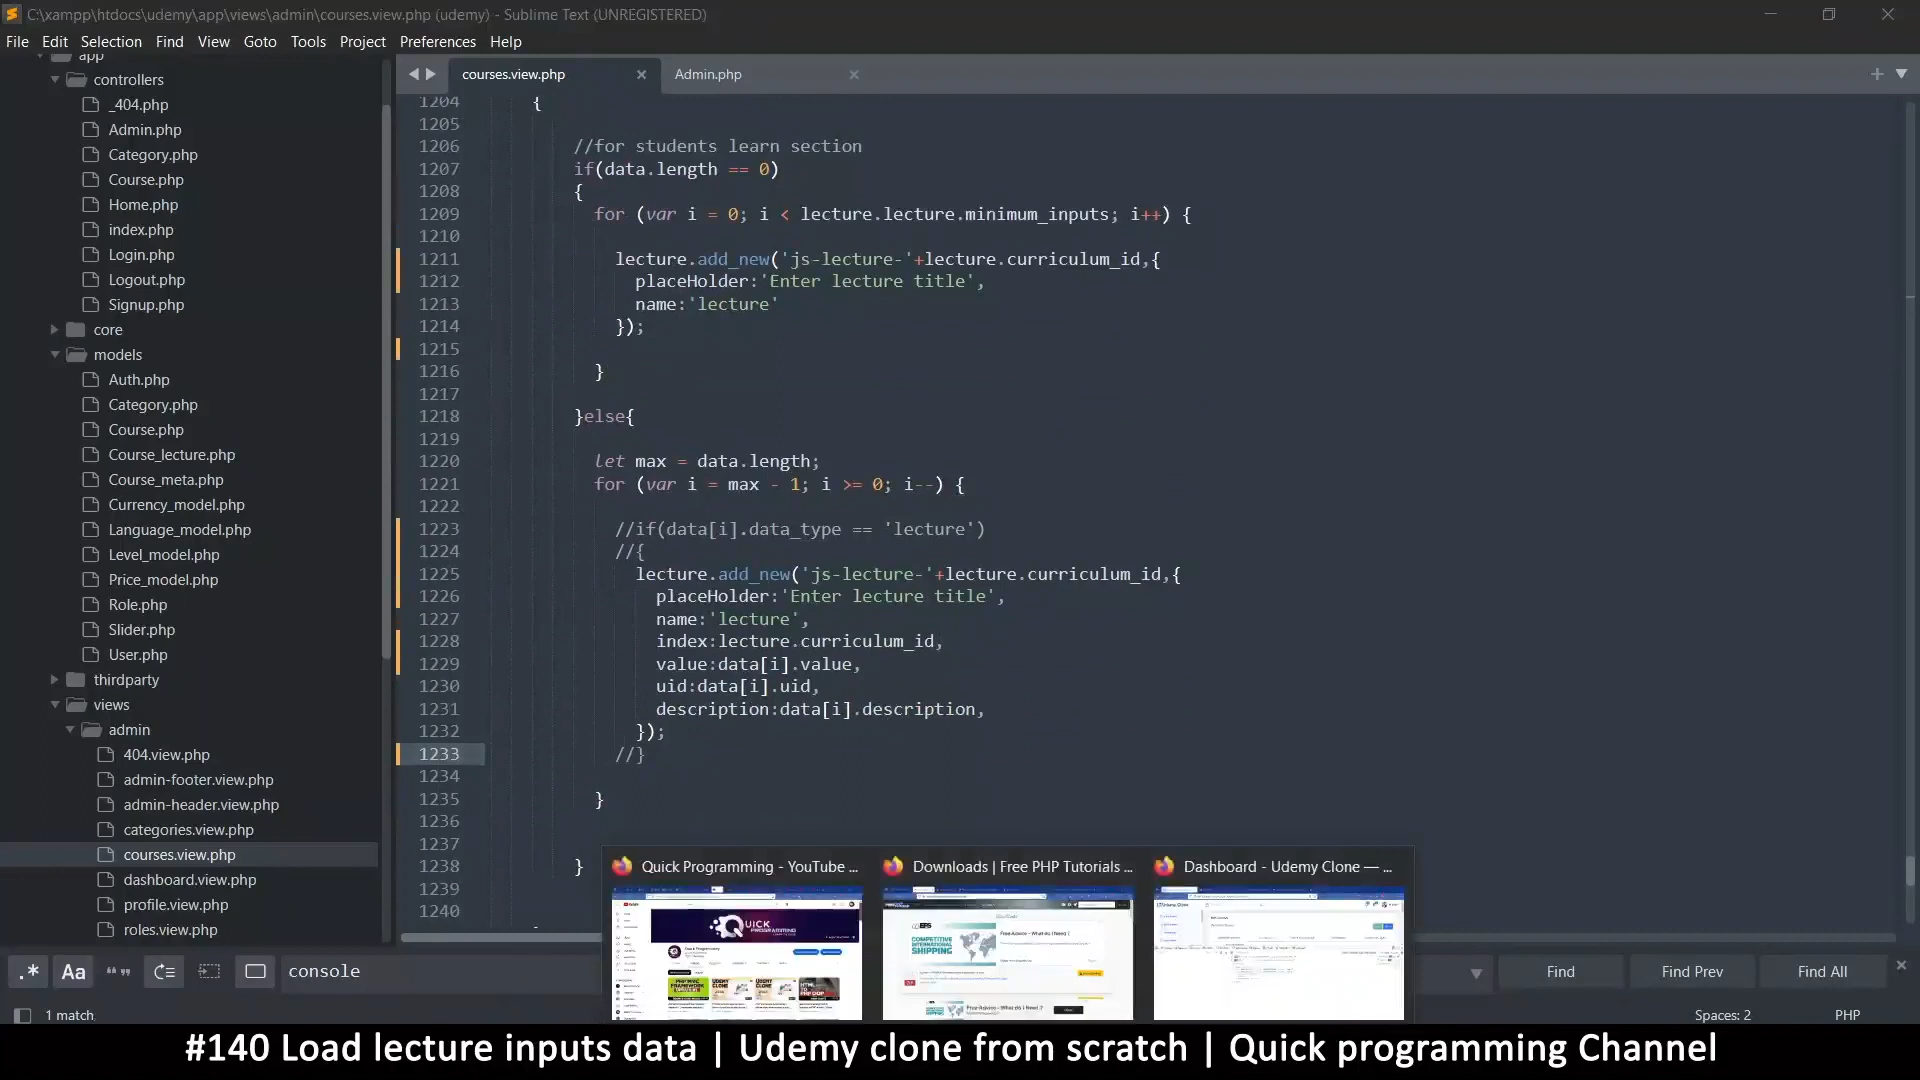 C:\xampp\htdocs\udemy\app\views\admin\courses.view.php (udemy) - Sublime Text (UNREGISTERED)
File Edit Selection Find View Goto Tools Project Preferences Help
app
controllers
_404.php
Admin.php
Category.php
Course.php
Home.php
index.php
Login.php
Logout.php
Signup.php
core
models
Auth.php
Category.php
Course.php
Course_lecture.php
Course_meta.php
Currency_model.php
Language_model.php
Level_model.php
Price_model.php
Role.php
Slider.php
User.php
thirdparty
views
admin
404.view.php
admin-footer.view.php
admin-header.view.php
categories.view.php
courses.view.php
dashboard.view.php
profile.view.php
roles.view.php
courses.view.php
Admin.php
1204 {
1205
1206 //for students learn section
1207 if(data.length == 0)
1208 {
1209 for (var i = 0; i < lecture.lecture.minimum_inputs; i++) {
1210
1211 lecture.add_new('js-lecture-'+lecture.curriculum_id,{
1212 placeHolder:'Enter lecture title',
1213 name:'lecture'
1214 });
1215
1216 }
1217
1218 }else{
1219
1220 let max = data.length;
1221 for (var i = max - 1; i >= 0; i--) {
1222
1223 //if(data[i].data_type == 'lecture')
1224 //{
1225 lecture.add_new('js-lecture-'+lecture.curriculum_id,{
1226 placeHolder:'Enter lecture title',
1227 name:'lecture',
1228 index:lecture.curriculum_id,
1229 value:data[i].value,
1230 uid:data[i].uid,
1231 description:data[i].description,
1232 });
1233 //}
1234
1235 }
1236
1237
1238 }
1239
1240
Quick Programming - YouTube ...
Downloads | Free PHP Tutorials ...
Dashboard - Udemy Clone — ...
QUICK PROGRAMMING
COMPETITIVE INTERNATIONAL SHIPPING
.* Aa “” console
Find Find Prev Find All
1 match
Spaces: 2 PHP
#140 Load lecture inputs data | Udemy clone from scratch | Quick programming Channel